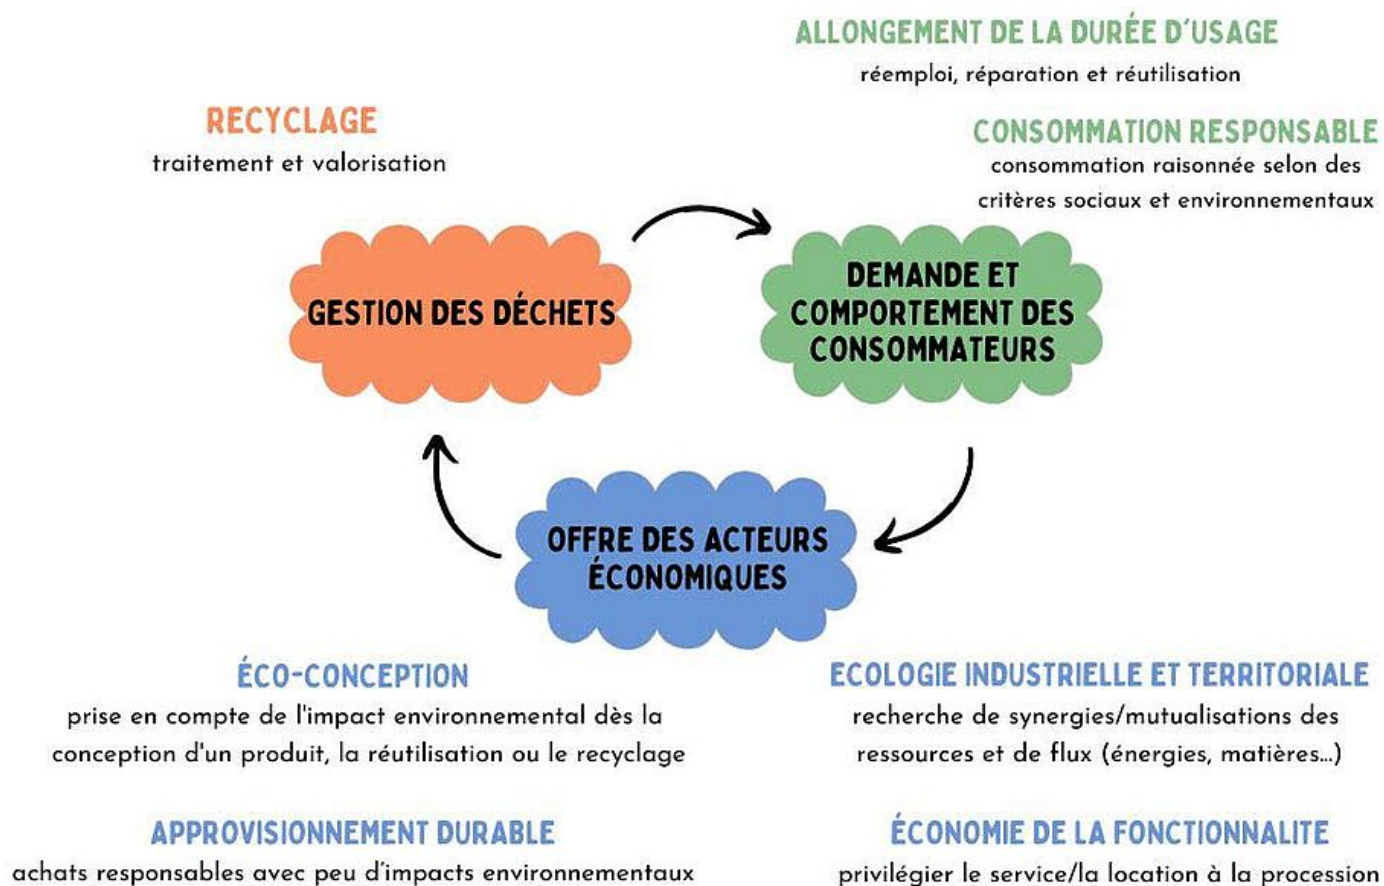 ALLONGEMENT DE LA DURÉE D'USAGE
réemploi, réparation et réutilisation
RECYCLAGE
traitement et valorisation
CONSOMMATION RESPONSABLE
consommation raisonnée selon des
critères sociaux et environnementaux
GESTION DES DÉCHETS
DEMANDE ET
COMPORTEMENT DES
CONSOMMATEURS
OFFRE DES ACTEURS
ÉCONOMIQUES
ÉCO-CONCEPTION
prise en compte de l'impact environnemental dès la
conception d'un produit, la réutilisation ou le recyclage
ECOLOGIE INDUSTRIELLE ET TERRITORIALE
recherche de synergies/mutualisations des
ressources et de flux (énergies, matières...)
APPROVISIONNEMENT DURABLE
achats responsables avec peu d'impacts environnementaux
ÉCONOMIE DE LA FONCTIONNALITE
privilégier le service/la location à la procession